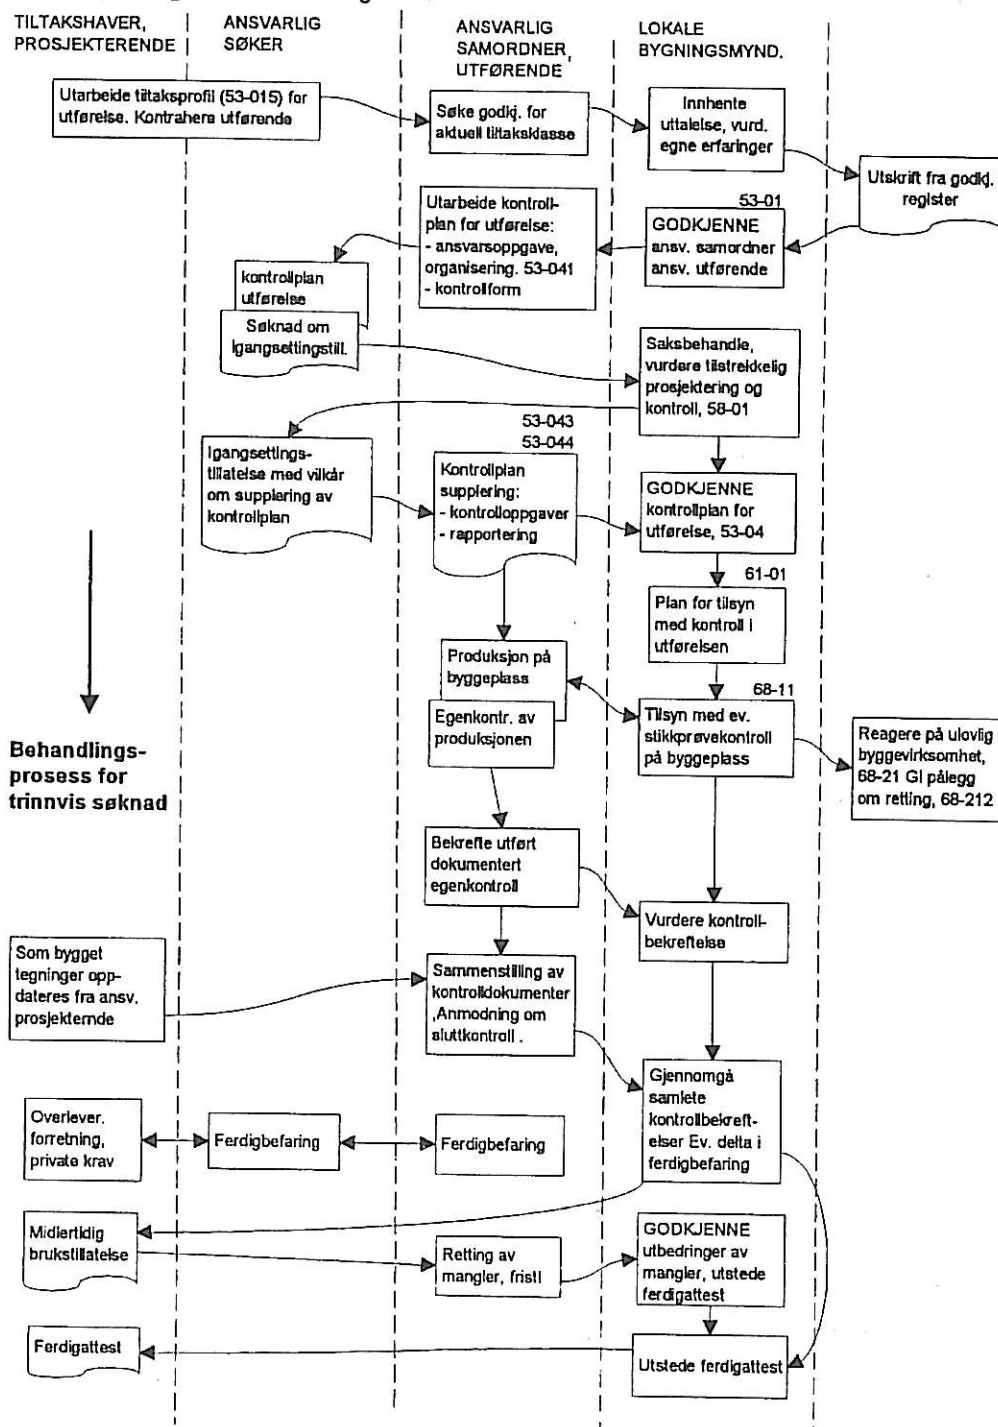 TILTAKSHAVER,
PROSJEKTERENDE
ANSVARLIG
SØKER
ANSVARLIG
SAMORDNER,
UTFØRENDE
LOKALE
BYGNINGSMYND.
Utarbeide tiltaksprofil (53-015) for
utførelse. Kontrahere utførende
Søke godkj. for
aktuell tiltaksklasse
Innhente
uttalelse, vurd.
egne erfaringer
Utskrift fra godkj.
register
53-01
GODKJENNE
ansv. samordner
ansv. utførende
Utarbeide kontroll-
plan for utførelse:
- ansvarsoppgave,
organisering. 53-041
- kontrollform
kontrollplan
utførelse
Søknad om
igangsettingstill.
Saksbehandle,
vurdere tilstrekkelig
prosjektering og
kontroll, 58-01
Igangsettings-
tillatelse med vilkår
om supplering av
kontrollplan
53-043
53-044
Kontrollplan
supplering:
- kontrolloppgaver
- rapportering
GODKJENNE
kontrollplan for
utførelse, 53-04
61-01
Plan for tilsyn
med kontroll i
utførelsen
Produksjon på
byggeplass
Egenkontr. av
produksjonen
68-11
Tilsyn med ev.
stikkprøvekontroll
på byggeplass
Reagere på ulovlig
byggevirksomhet,
68-21 GI pålegg
om retting, 68-212
Behandlings-
prosess for
trinnvis søknad
Bekrefte utført
dokumentert
egenkontroll
Vurdere kontroll-
bekreftelse
Som bygget
tegninger opp-
dateres fra ansv.
prosjekternde
Sammenstilling av
kontrolldokumenter
,Anmodning om
sluttkontroll .
Gjennomgå
samlete
kontrollbekreft-
elser Ev. delta i
ferdigbefaring
Overlever.
forretning,
private krav
Ferdigbefaring
Ferdigbefaring
Midlertidig
brukstillatelse
Retting av
mangler, fristl
GODKJENNE
utbedringer av
mangler, utstede
ferdigattest
Ferdigattest
Utstede ferdigattest